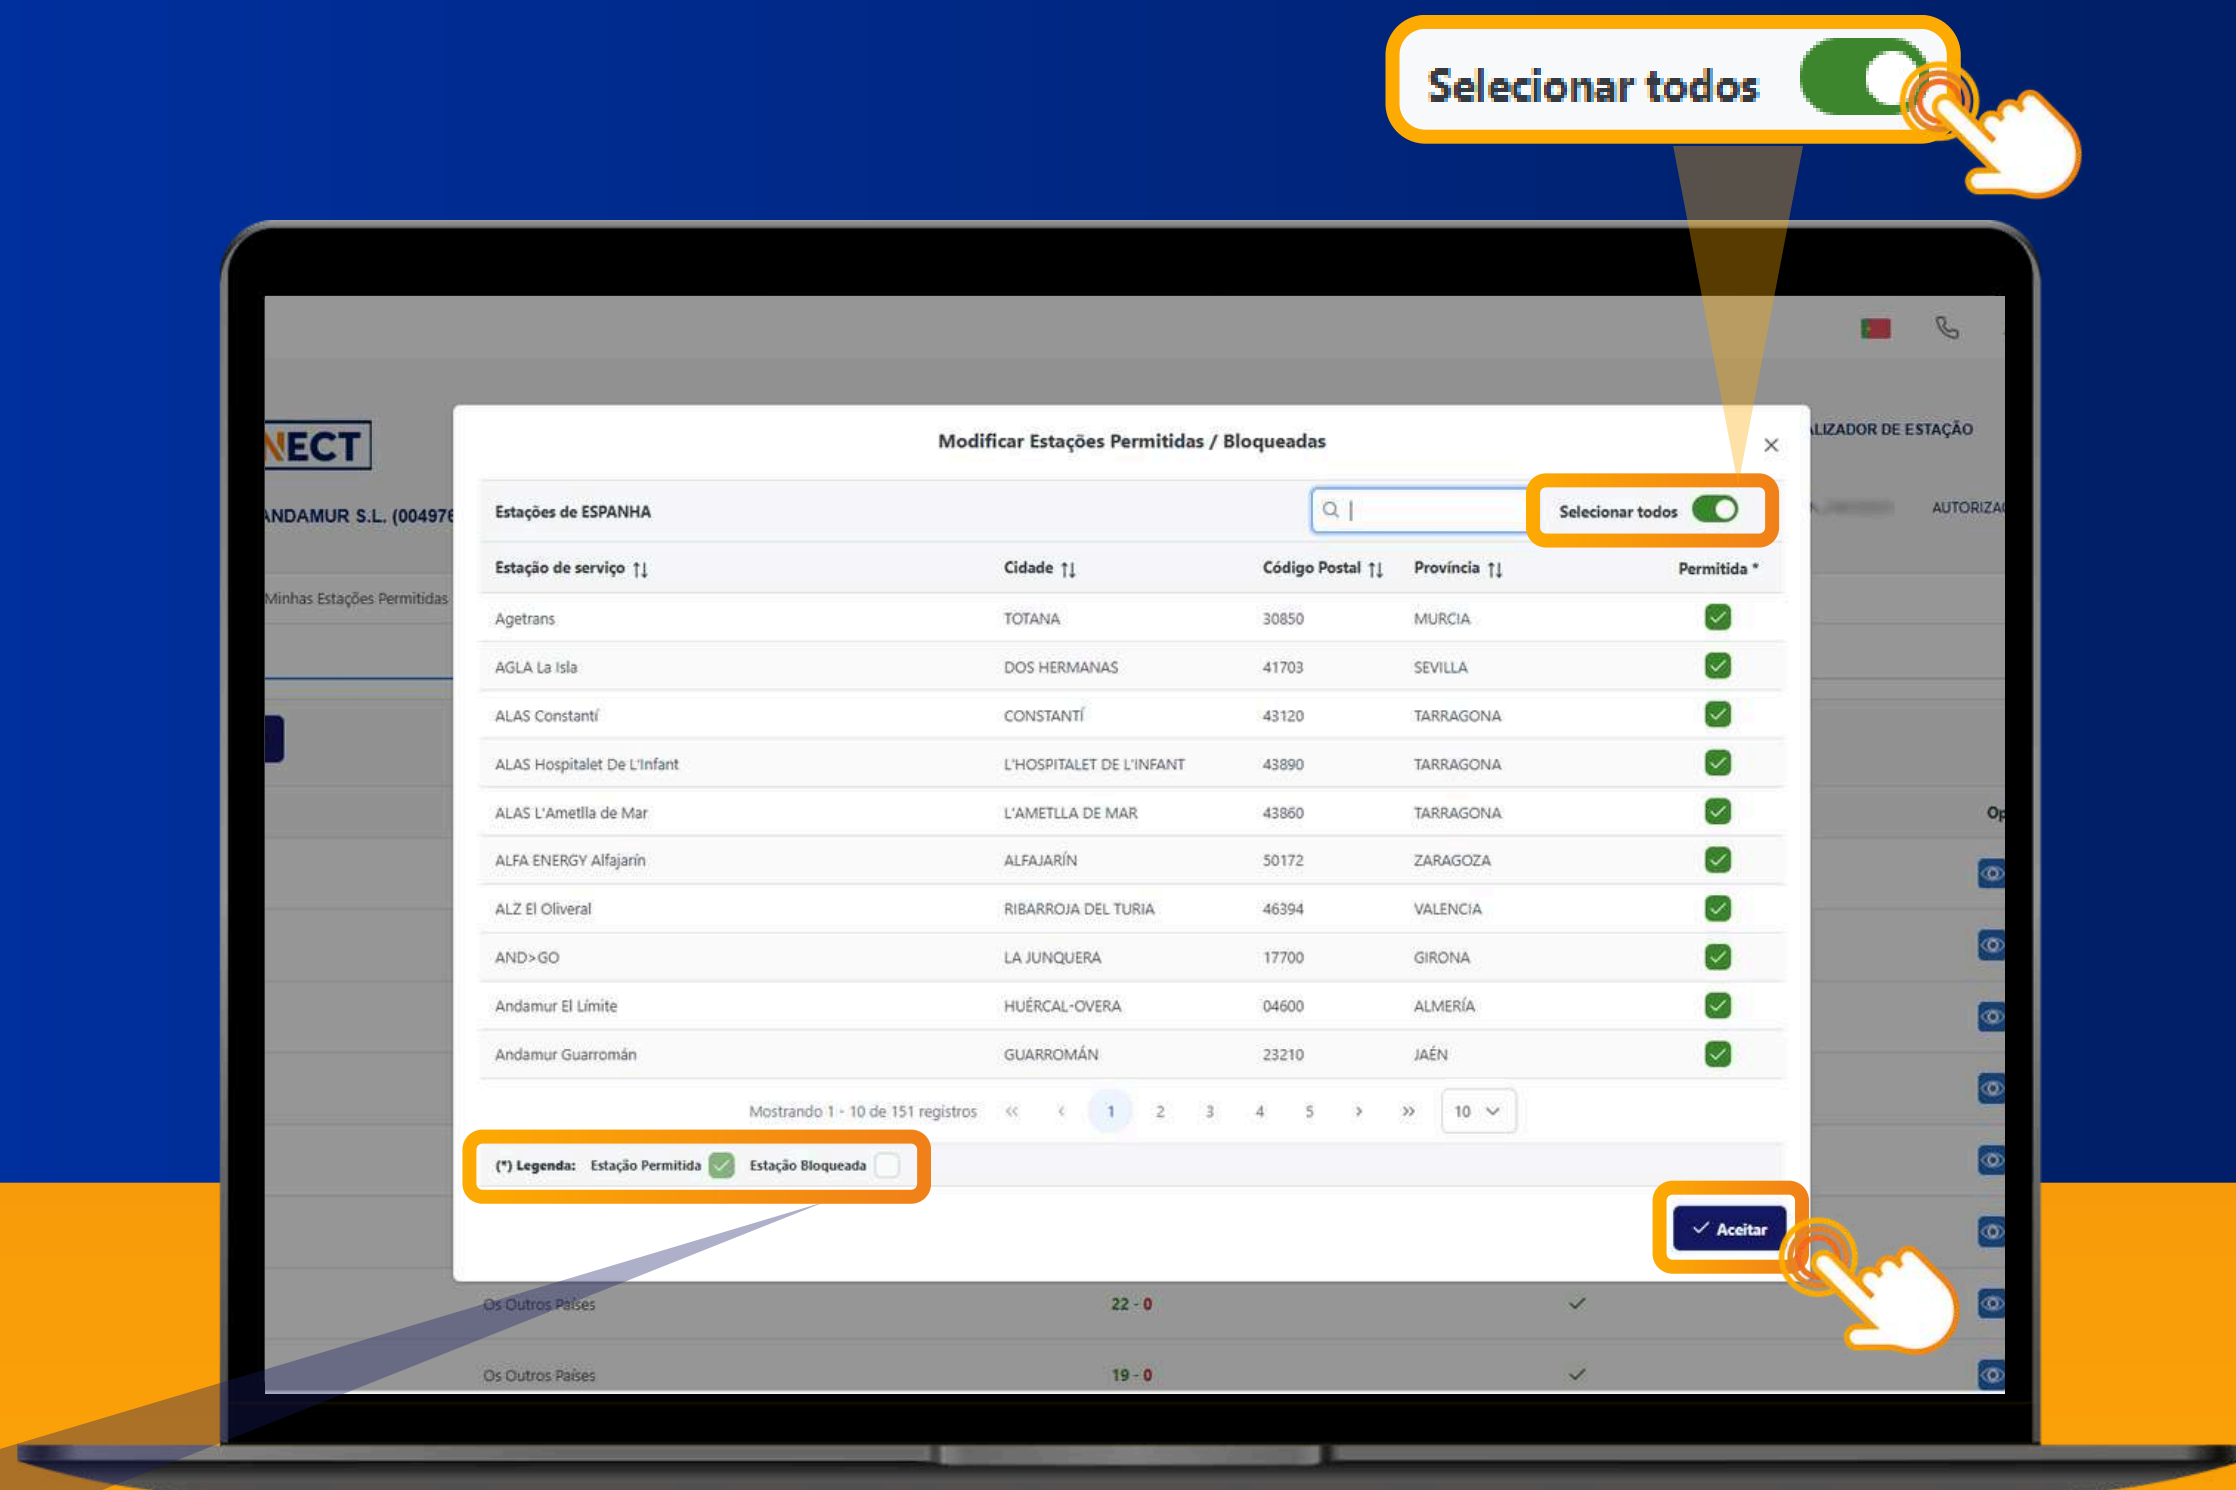 Selecionar todos
NECT
LIZADOR DE ESTAÇÃO
NDAMUR S.L. (004976
AUTORIZA
Minhas Estações Permitidas
Modificar Estações Permitidas / Bloqueadas
Estações de ESPANHA
Selecionar todos
Estação de serviço Cidade Código Postal Província Permitida *
Agetrans TOTANA 30850 MURCIA
AGLA La Isla DOS HERMANAS 41703 SEVILLA
ALAS Constantí CONSTANTÍ 43120 TARRAGONA
ALAS Hospitalet De L'Infant L'HOSPITALET DE L'INFANT 43890 TARRAGONA
ALAS L'Ametlla de Mar L'AMETLLA DE MAR 43860 TARRAGONA
Op
ALFA ENERGY Alfajarín ALFAJARÍN 50172 ZARAGOZA
ALZ El Oliveral RIBARROJA DEL TURIA 46394 VALENCIA
AND>GO LA JUNQUERA 17700 GIRONA
Andamur El Límite HUÉRCAL-OVERA 04600 ALMERÍA
Andamur Guarromán GUARROMÁN 23210 JAÉN
Mostrando 1 - 10 de 151 registros « ‹ 1 2 3 4 5 › » 10
(*) Legenda: Estação Permitida Estação Bloqueada
Aceitar
Os Outros Países 22 - 0
Os Outros Países 19 - 0